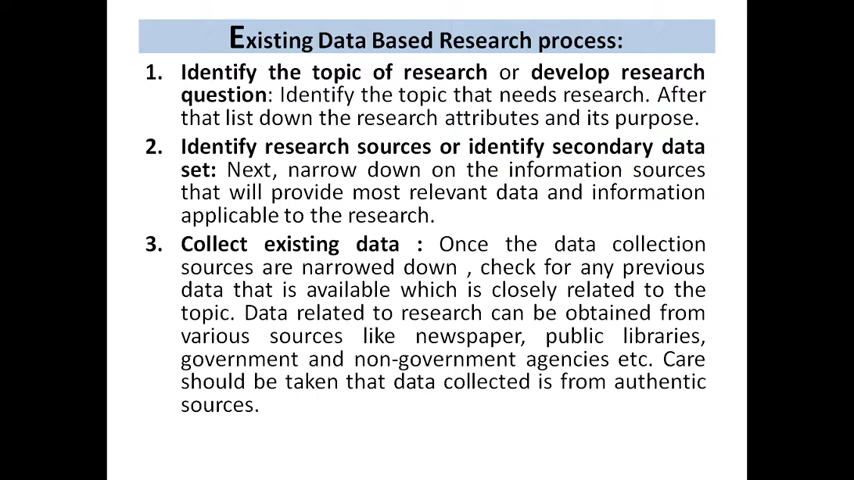 Existing Data Based Research process:
1. Identify the topic of research or develop research
question: Identify the topic that needs research. After
that list down the research attributes and its purpose.
2. Identify research sources or identify secondary data
set: Next, narrow down on the information sources
that will provide most relevant data and information
applicable to the research.
3. Collect existing data : Once the data collection
sources are narrowed down , check for any previous
data that is available which is closely related to the
topic. Data related to research can be obtained from
various sources like newspaper, public libraries,
government and non-government agencies etc. Care
should be taken that data collected is from authentic
sources.